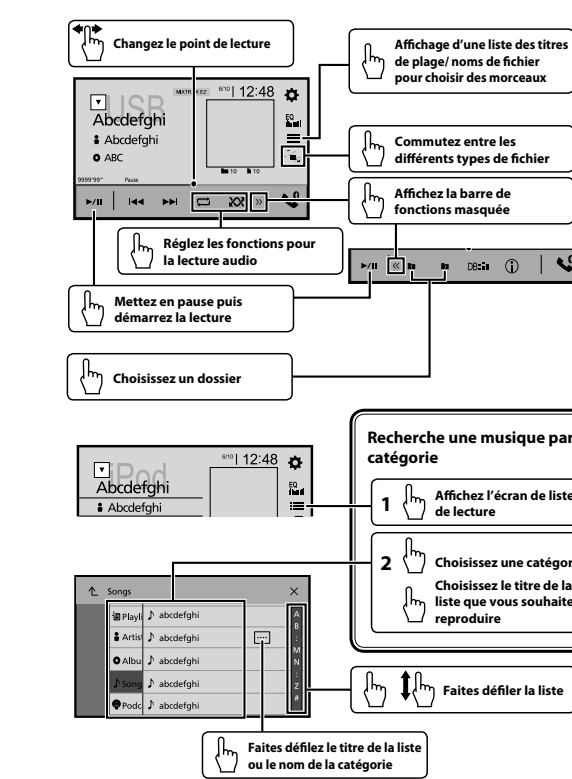 Changez le point de lecture
Affichage d'une liste des titres
de plage/ noms de fichier
pour choisir des morceaux
MIXTRAX EZ
6/10
12:48
USB
Abcdefghi
EQ
Abcdefghi
ABC
10
10
9999'99"
Pause
Commutez entre les
différents types de fichier
Affichez la barre de
fonctions masquée
Réglez les fonctions pour
la lecture audio
DB
Mettez en pause puis
démarrez la lecture
Choisissez un dossier
6/10
12:48
iPod
Abcdefghi
EQ
Abcdefghi
Recherche une musique par
catégorie
1
Affichez l'écran de liste
de lecture
2
Choisissez une catégor
Choisissez le titre de la
liste que vous souhaite
reproduire
Songs
Playli
abcdefghi
Artis
abcdefghi
Albu
abcdefghi
Song
abcdefghi
Podc
abcdefghi
A
B
:
M
N
:
Z
#
Faites défiler la liste
Faites défilez le titre de la liste
ou le nom de la catégorie